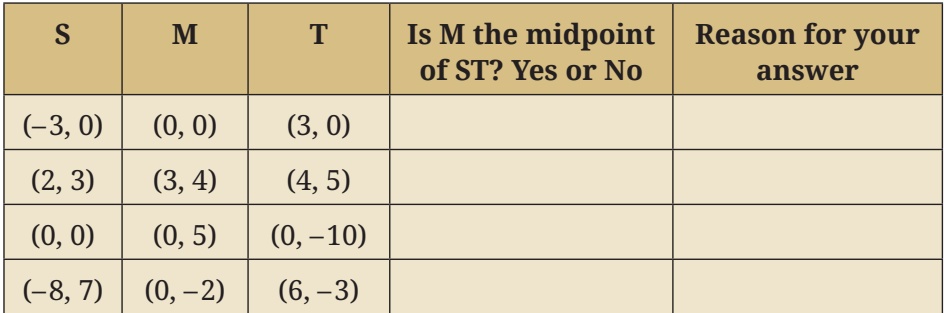 S M T Is M the midpoint of ST? Yes or No Reason for your answer
(–3, 0) (0, 0) (3, 0)
(2, 3) (3, 4) (4, 5)
(0, 0) (0, 5) (0, –10)
(–8, 7) (0, –2) (6, –3)